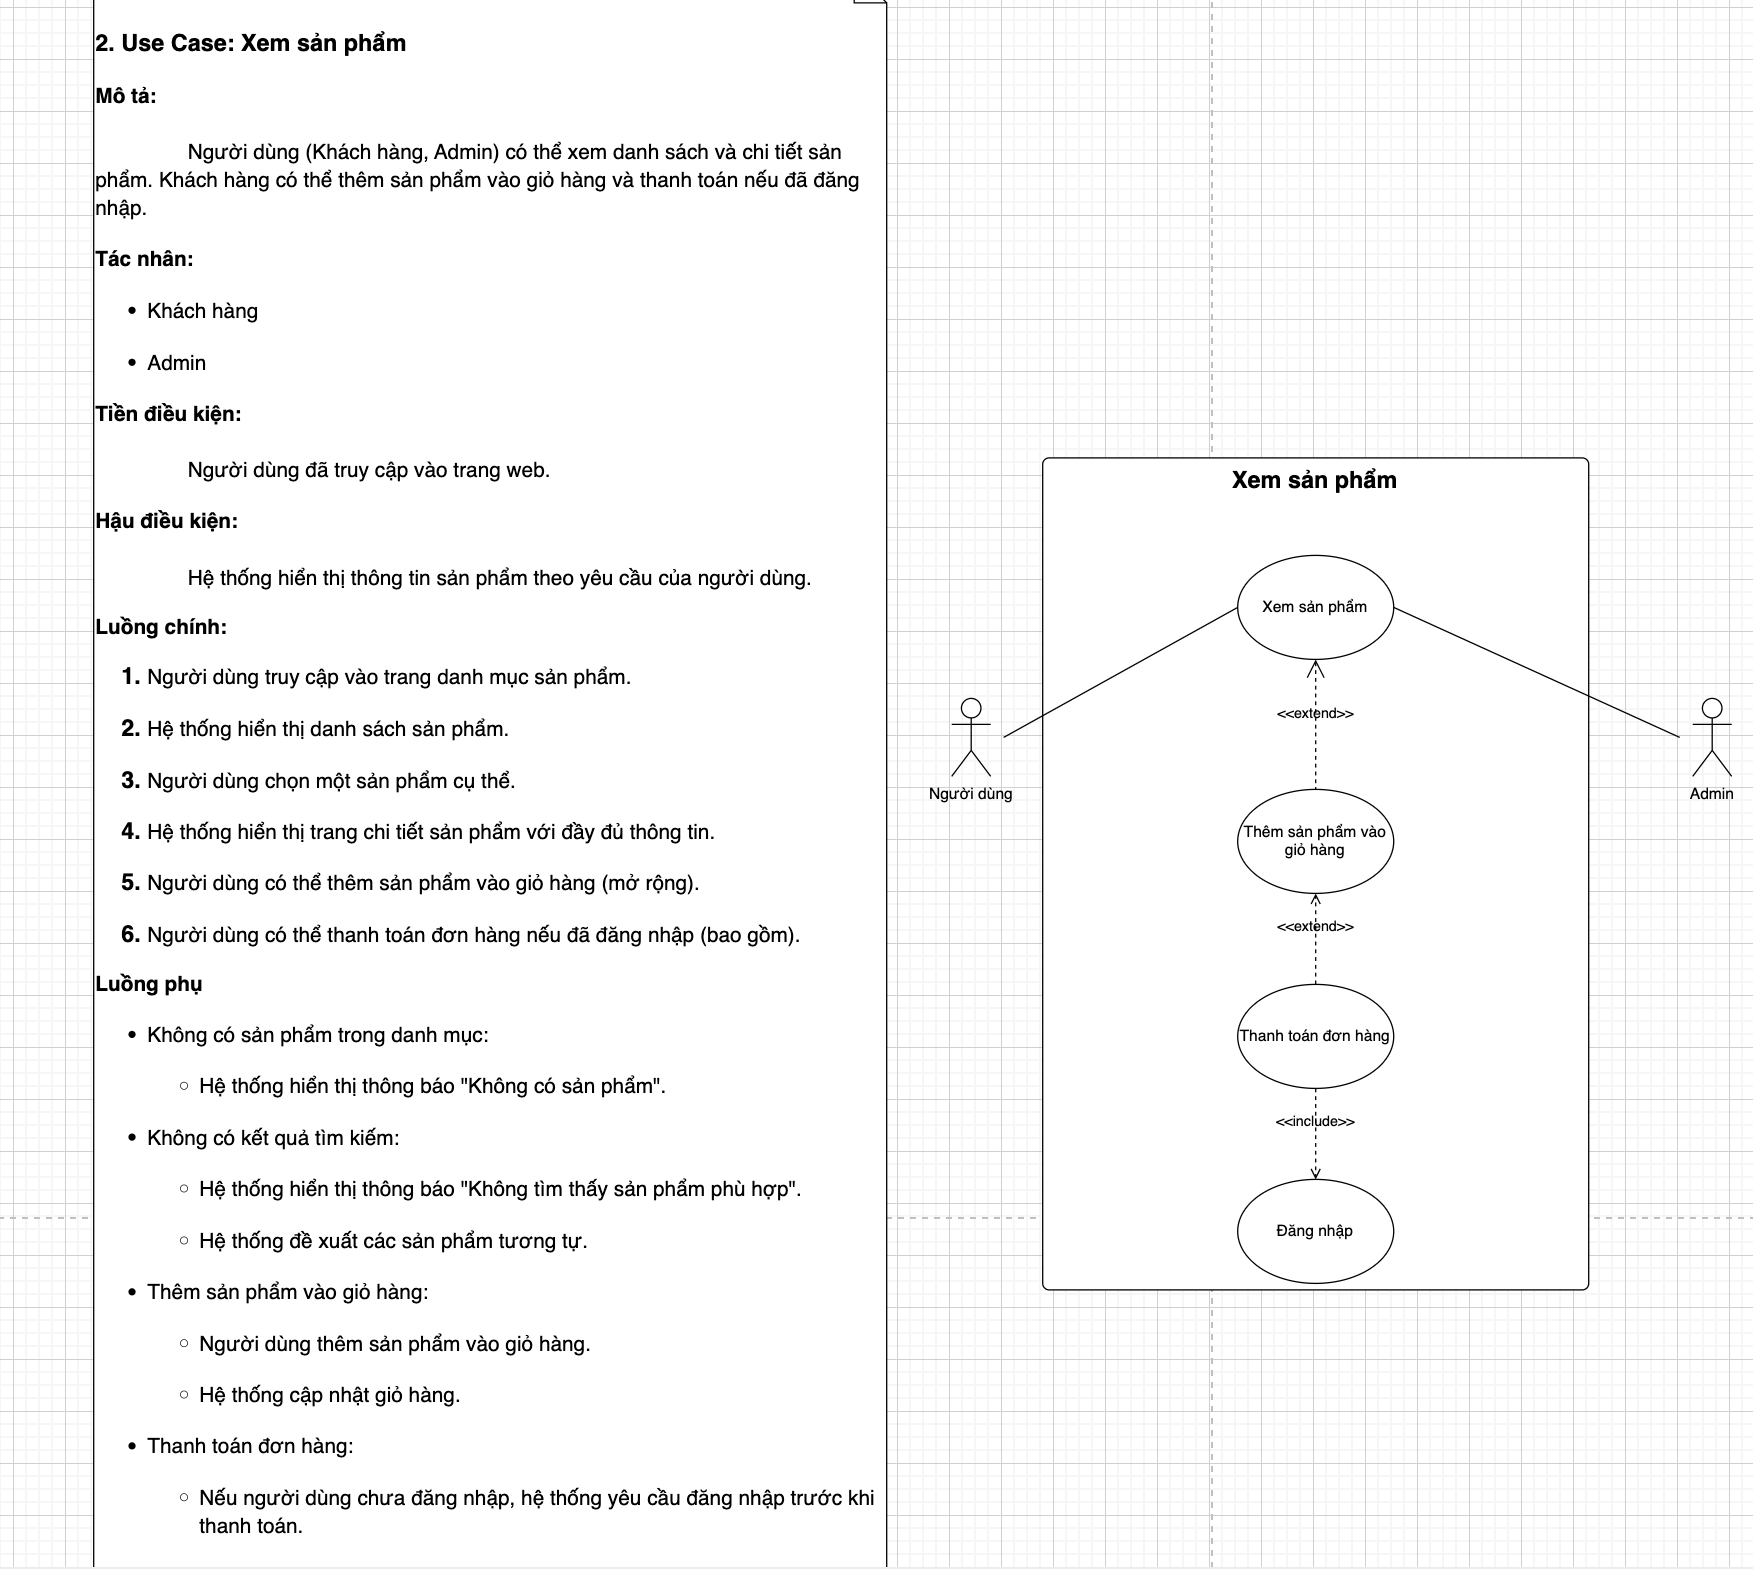 2. Use Case: Xem sản phẩm
Mô tả:
Người dùng (Khách hàng, Admin) có thể xem danh sách và chi tiết sản
phẩm. Khách hàng có thể thêm sản phẩm vào giỏ hàng và thanh toán nếu đã đăng
nhập.
Tác nhân:
• Khách hàng
• Admin
Tiền điều kiện:
Người dùng đã truy cập vào trang web.
Hậu điều kiện:
Hệ thống hiển thị thông tin sản phẩm theo yêu cầu của người dùng.
Luồng chính:
1. Người dùng truy cập vào trang danh mục sản phẩm.
2. Hệ thống hiển thị danh sách sản phẩm.
3. Người dùng chọn một sản phẩm cụ thể.
4. Hệ thống hiển thị trang chi tiết sản phẩm với đầy đủ thông tin.
5. Người dùng có thể thêm sản phẩm vào giỏ hàng (mở rộng).
6. Người dùng có thể thanh toán đơn hàng nếu đã đăng nhập (bao gồm).
Luồng phụ
• Không có sản phẩm trong danh mục:
○ Hệ thống hiển thị thông báo "Không có sản phẩm".
• Không có kết quả tìm kiếm:
○ Hệ thống hiển thị thông báo "Không tìm thấy sản phẩm phù hợp".
○ Hệ thống đề xuất các sản phẩm tương tự.
• Thêm sản phẩm vào giỏ hàng:
○ Người dùng thêm sản phẩm vào giỏ hàng.
○ Hệ thống cập nhật giỏ hàng.
• Thanh toán đơn hàng:
○ Nếu người dùng chưa đăng nhập, hệ thống yêu cầu đăng nhập trước khi
thanh toán.
Xem sản phẩm
Xem sản phẩm
<<extend>>
Người dùng
Admin
Thêm sản phẩm vào
giỏ hàng
<<extend>>
Thanh toán đơn hàng
<<include>>
Đăng nhập